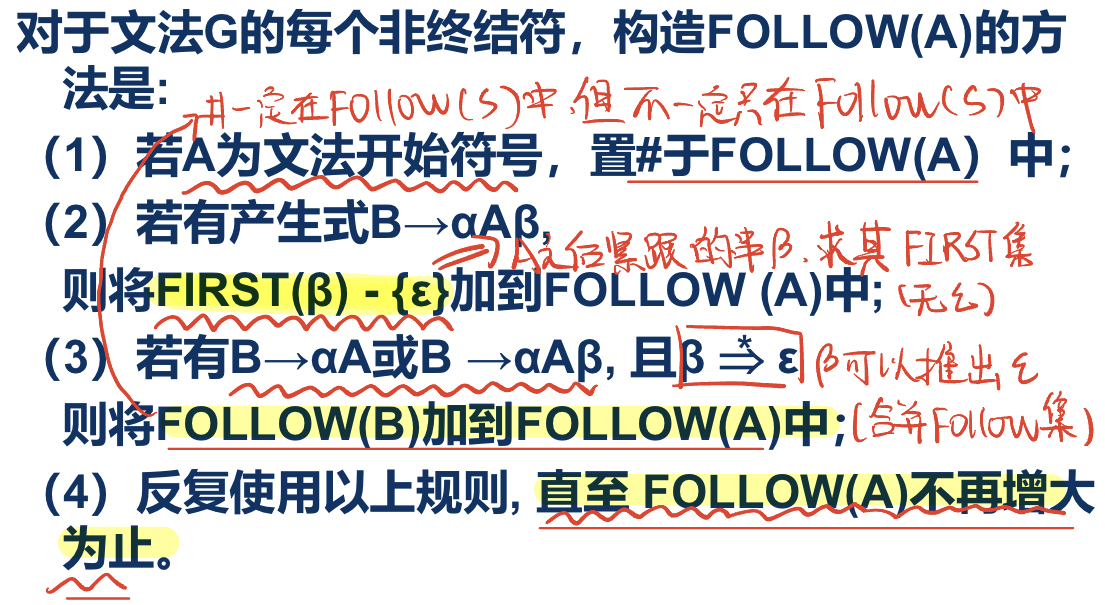 对于文法G的每个非终结符，构造FOLLOW(A)的方
法是:
#一定在Follow(S)中,但不一定只在Follow(S)中
（1）若A为文法开始符号，置#于FOLLOW(A）中；
（2）若有产生式B→αAβ,
A之后紧跟的串β,求其FIRST集
则将FIRST(β) - {ε}加到FOLLOW (A)中;
(无ε)
（3）若有B→αA或B →αAβ, 且β ⇒* ε
β可以推出ε
则将FOLLOW(B)加到FOLLOW(A)中;
(合并Follow集)
（4）反复使用以上规则, 直至 FOLLOW(A)不再增大
为止。